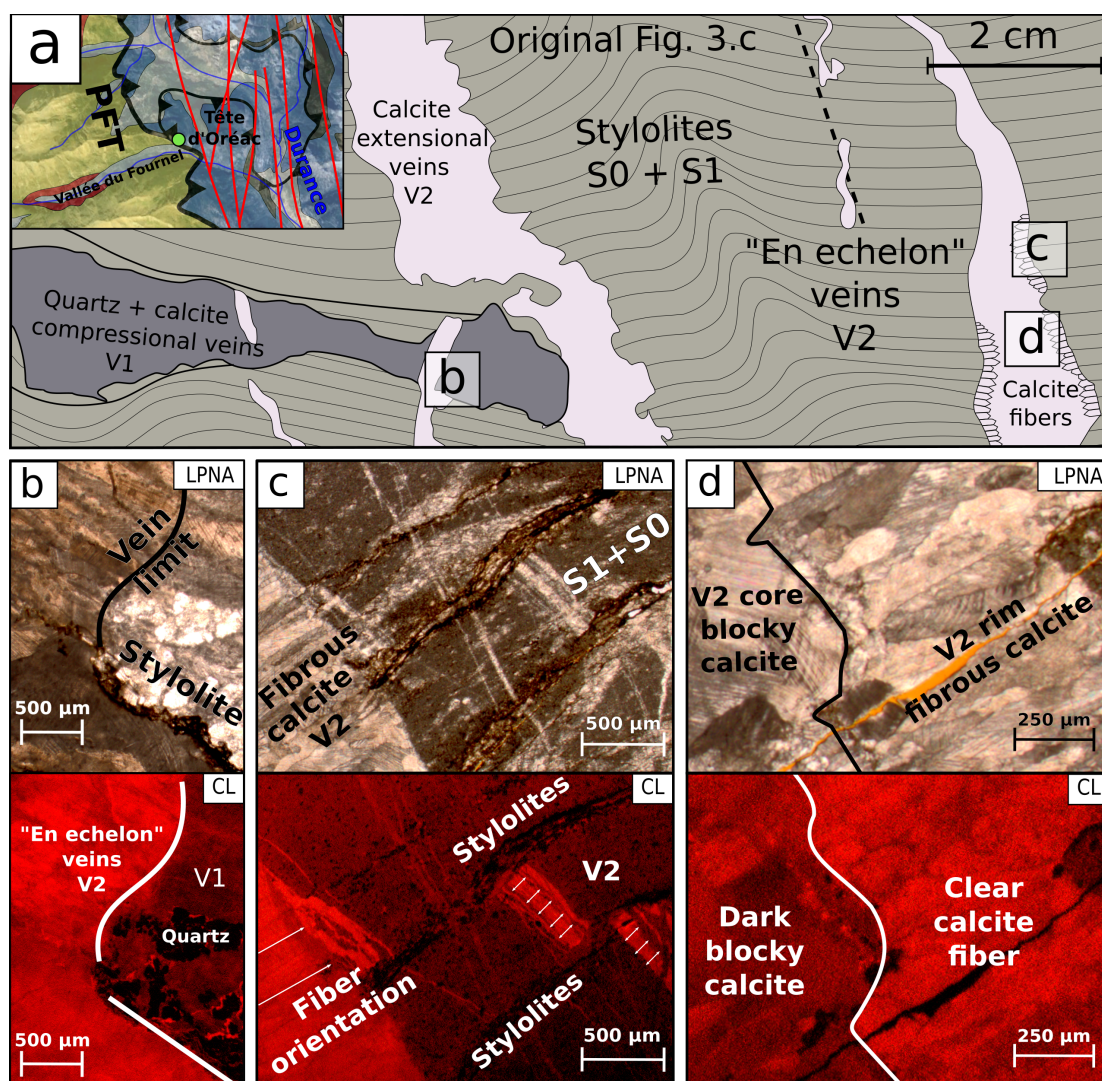 a
PFT
Tête
d'Oréac
Durance
Vallée du Fournel
Original Fig. 3.c
2 cm
Calcite
extensional
veins
V2
Stylolites
S0 + S1
"En echelon"
veins
V2
Quartz + calcite
compressional veins
V1
b
c
d
Calcite
fibers
b
LPNA
Vein
limit
Stylolite
500 µm
CL
"En echelon"
veins
V2
V1
Quartz
500 µm
c
LPNA
S1+S0
Fibrous
calcite
V2
500 µm
CL
Stylolites
V2
Fiber
orientation
Stylolites
500 µm
d
LPNA
V2 core
blocky
calcite
V2 rim
fibrous calcite
250 µm
CL
Dark
blocky
calcite
Clear
calcite
fiber
250 µm